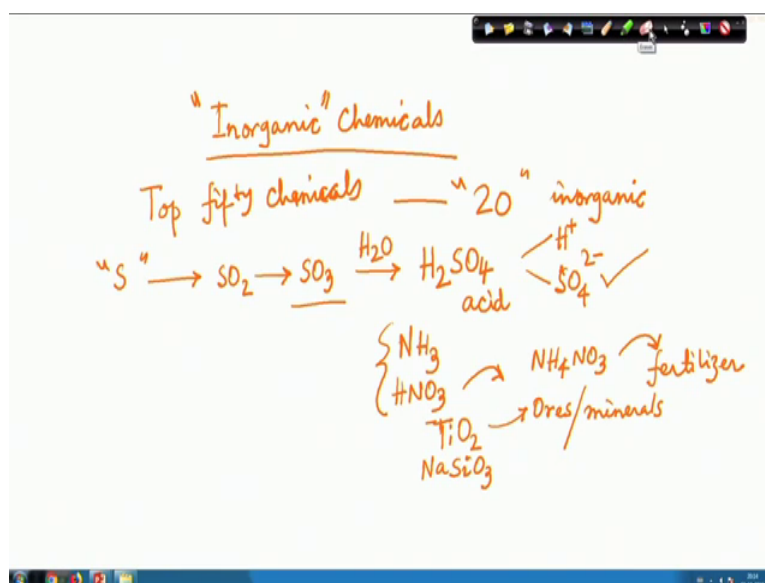 "Inorganic" Chemicals
Top fifty chemicals — "20" inorganic
"S" → SO2 → SO3 H2O → H2SO4 H+
acid SO4 2- ✓
NH3
HNO3 NH4NO3 fertilizer
TiO2 → Ores/minerals
NaSiO3